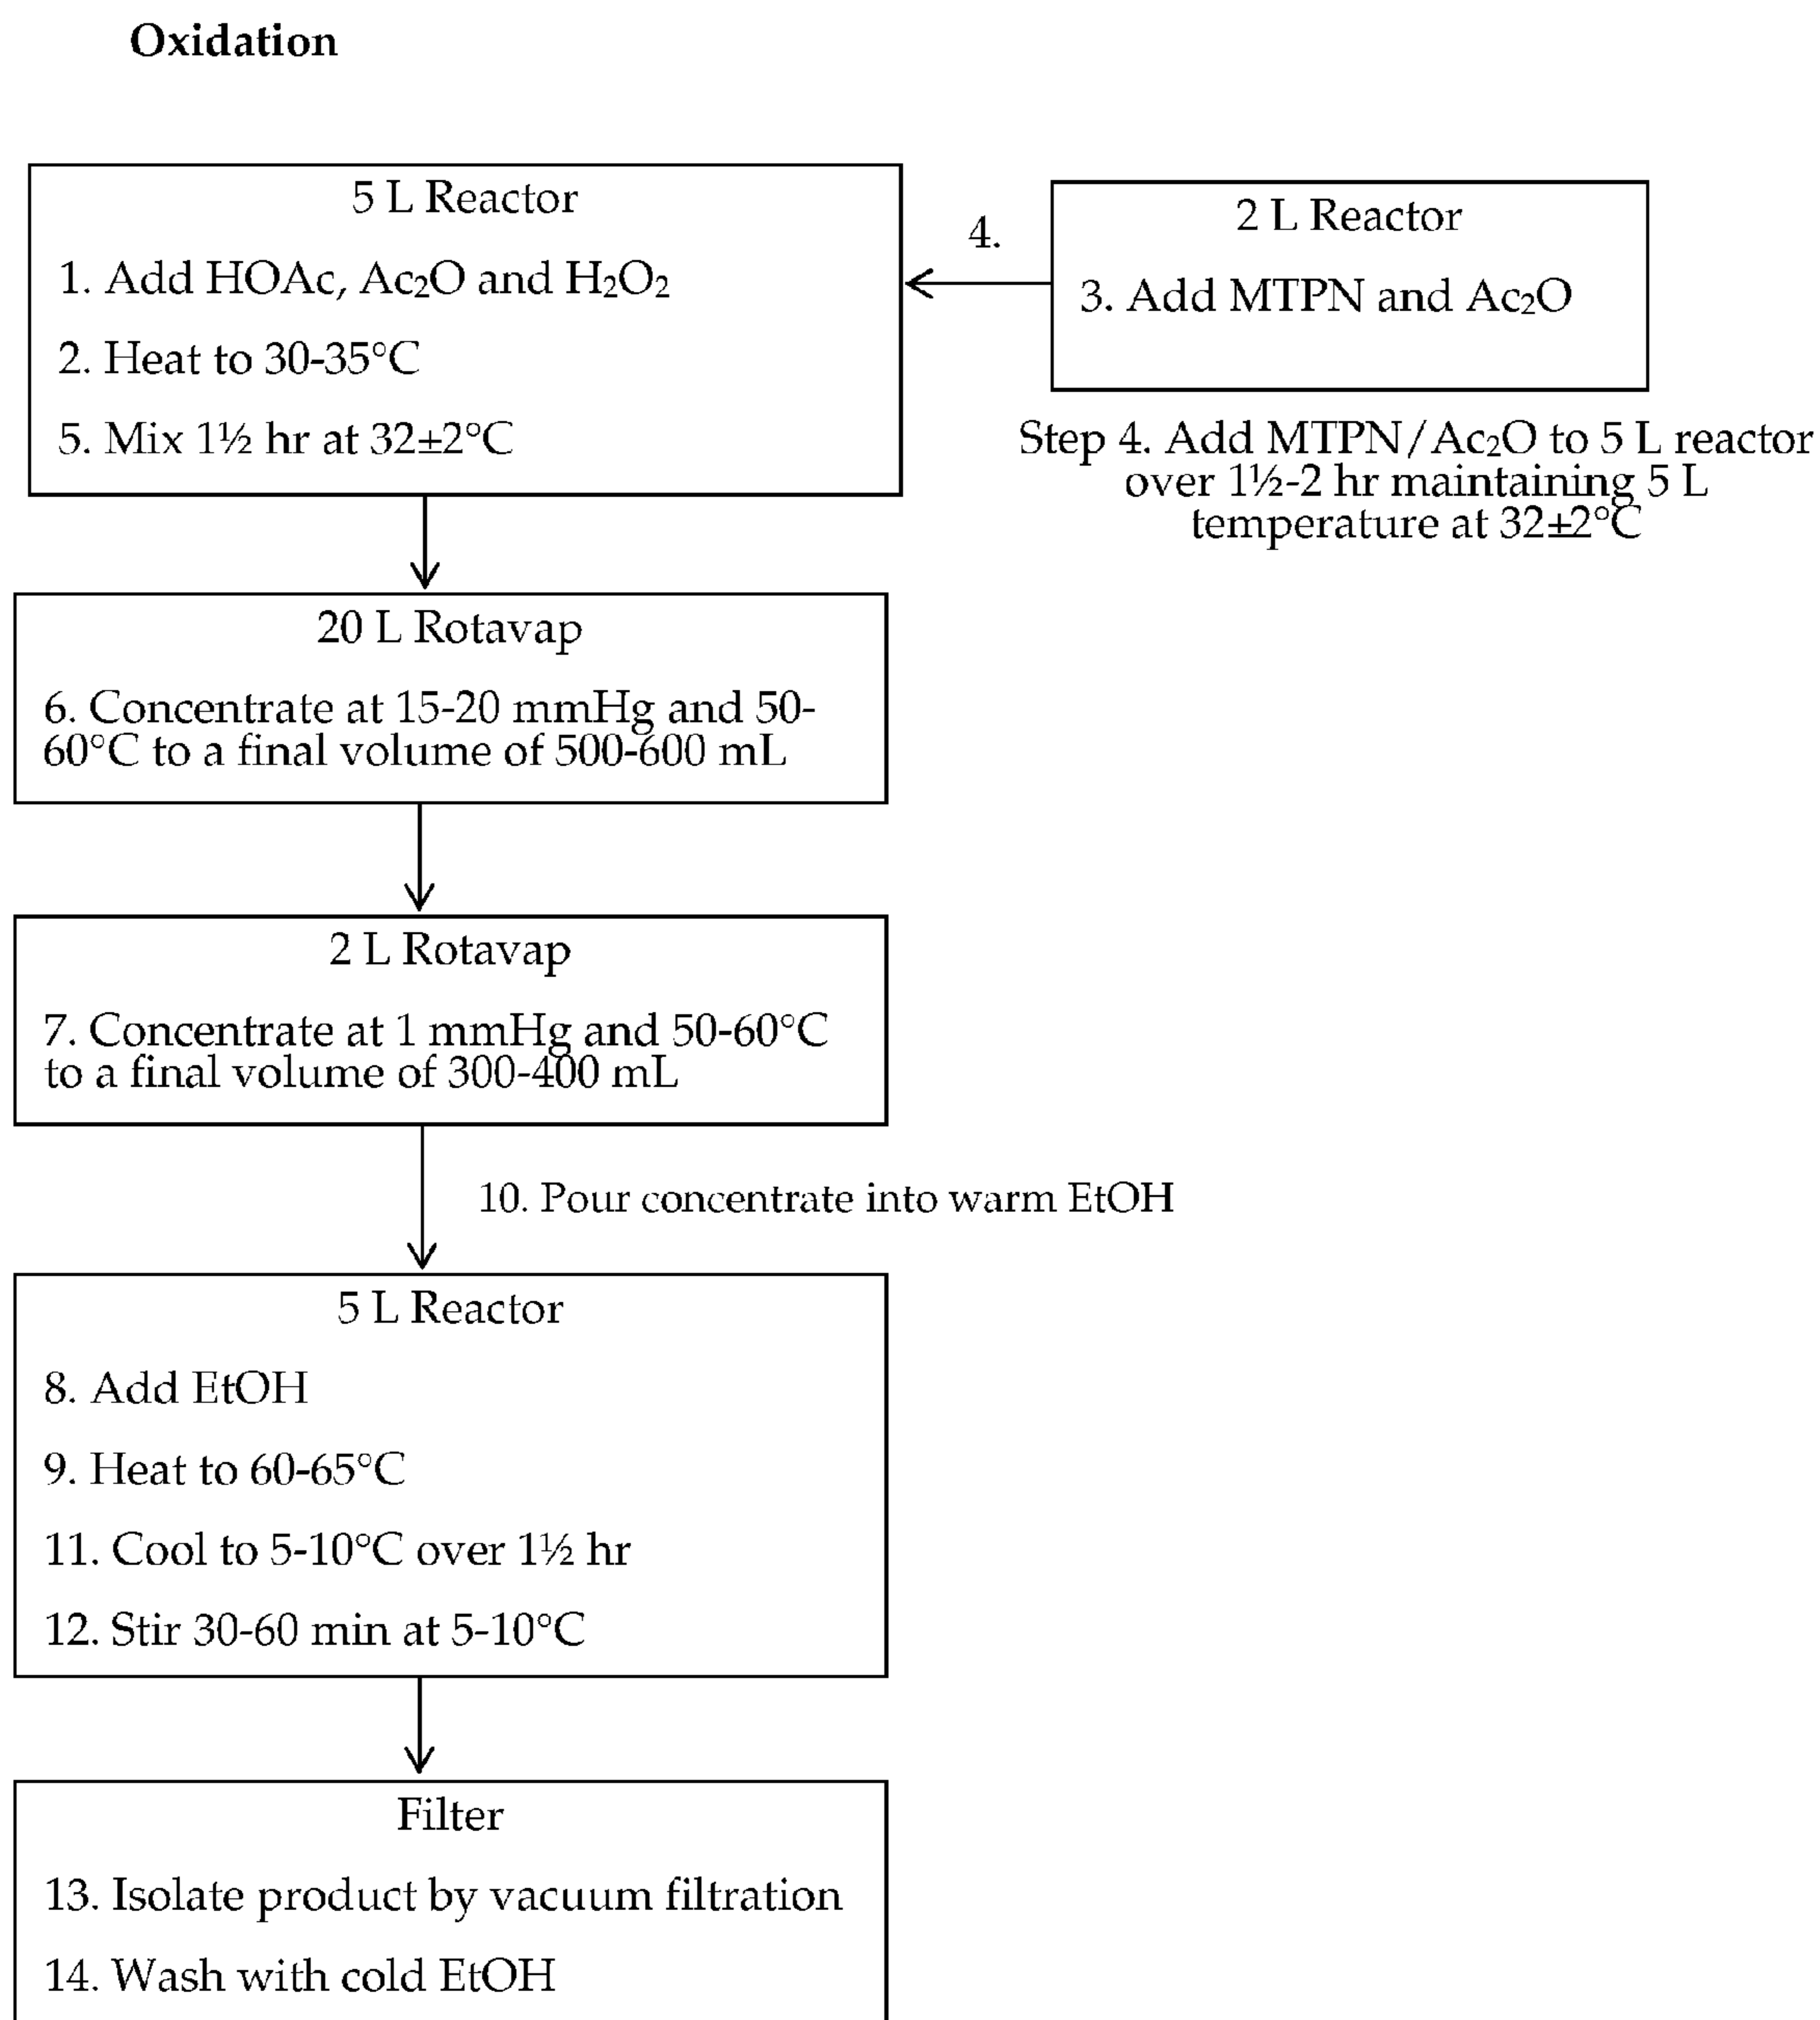 Oxidation
5 L Reactor
1. Add HOAc, Ac₂O and H₂O₂
2. Heat to 30-35°C
5. Mix 1½ hr at 32±2°C
4.
2 L Reactor
3. Add MTPN and Ac₂O
Step 4. Add MTPN/Ac₂O to 5 L reactor
over 1½-2 hr maintaining 5 L
temperature at 32±2°C
20 L Rotavap
6. Concentrate at 15-20 mmHg and 50-
60°C to a final volume of 500-600 mL
2 L Rotavap
7. Concentrate at 1 mmHg and 50-60°C
to a final volume of 300-400 mL
10. Pour concentrate into warm EtOH
5 L Reactor
8. Add EtOH
9. Heat to 60-65°C
11. Cool to 5-10°C over 1½ hr
12. Stir 30-60 min at 5-10°C
Filter
13. Isolate product by vacuum filtration
14. Wash with cold EtOH